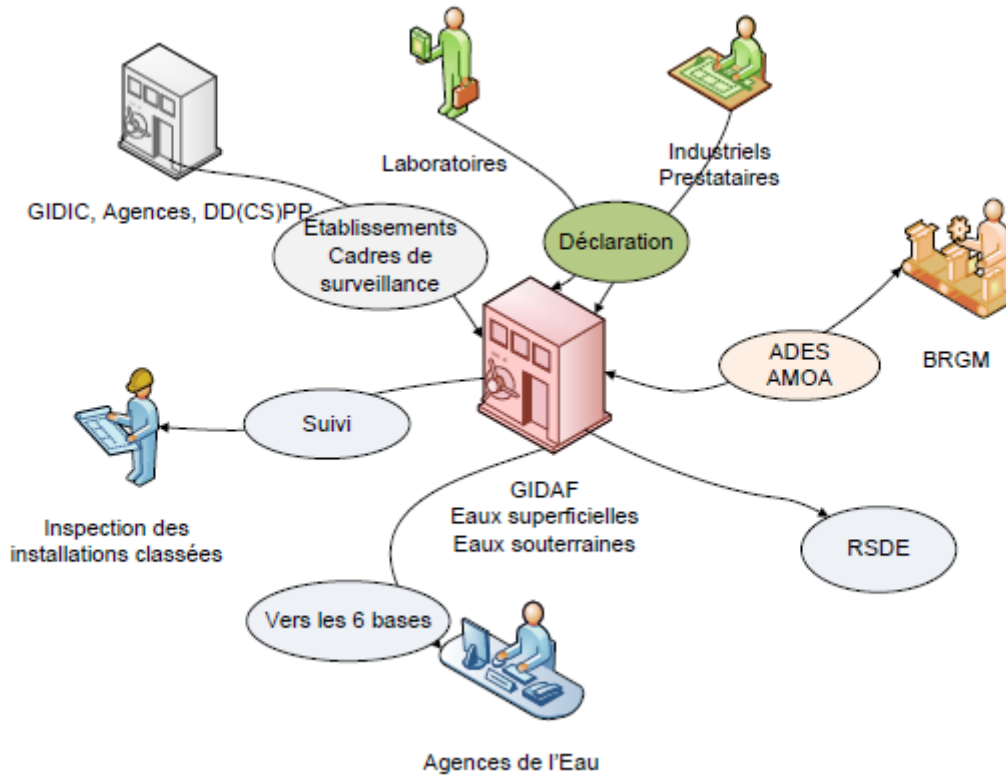 Laboratoires
Industriels
Prestataires
GIDIC, Agences, DD(CS)PP
Etablissements
Cadres de
surveillance
Déclaration
ADES
AMOA
BRGM
Suivi
GIDAF
Eaux superficielles
Eaux souterraines
Inspection des
installations classées
RSDE
Vers les 6 bases
Agences de l'Eau